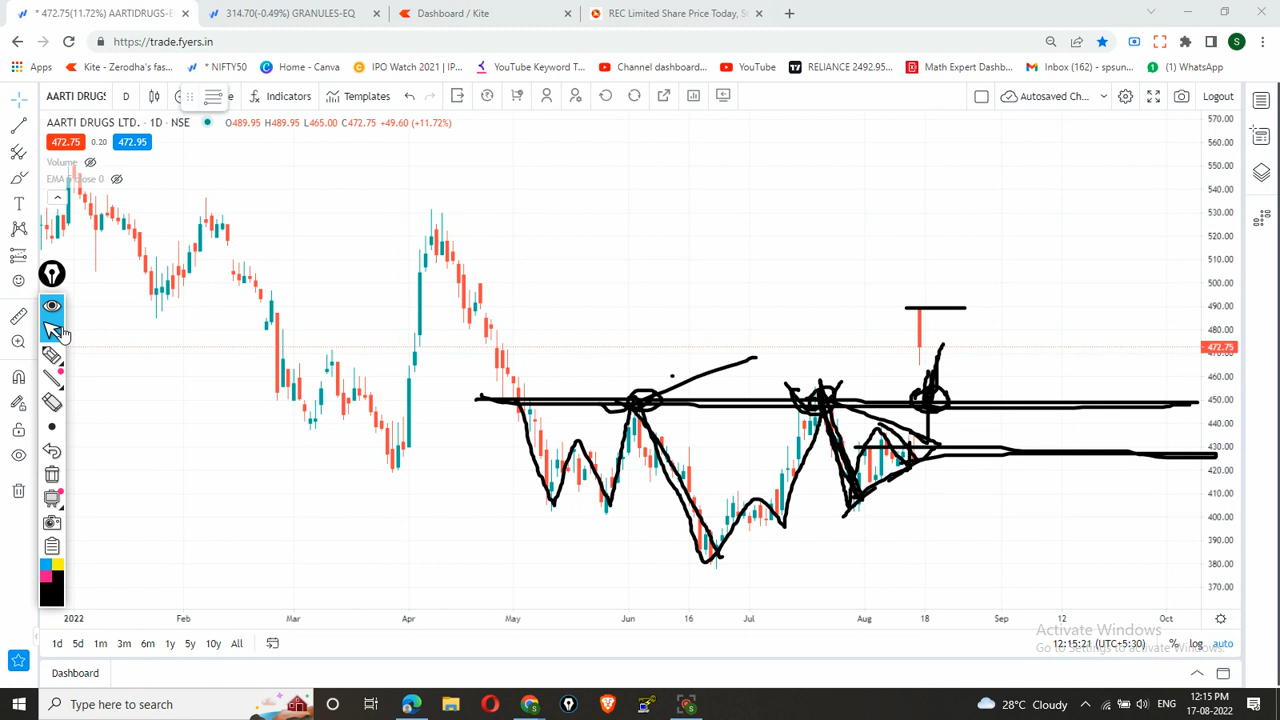 * 472.75(11.72%) AARTIDRUGS-E
314.70(-0.49%) GRANULES-EQ
Dashboard / Kite
REC Limited Share Price Today, S
https://trade.fyers.in
S
Apps
Kite - Zerodha's fas...
* NIFTY50
Home - Canva
IPO Watch 2021 | IP...
YouTube Keyword T...
Channel dashboard...
YouTube
RELIANCE 2492.95...
Math Expert Dashb...
Inbox (162) - spsun...
(1) WhatsApp
AARTI DRUGS
D
Indicators
Templates
Autosaved Ch...
Logout
AARTI DRUGS LTD. · 1D · NSE
O489.95 H489.95 L465.00 C472.75 +49.60 (+11.72%)
472.75
0.20
472.95
Volume
570.00
560.00
550.00
540.00
530.00
520.00
510.00
500.00
490.00
480.00
472.75
460.00
450.00
440.00
430.00
420.00
410.00
400.00
390.00
380.00
370.00
2022
Feb
Mar
Apr
May
Jun
16
Jul
Aug
18
Sep
12
Oct
1d
5d
1m
3m
6m
1y
5y
10y
All
12:15:21 (UTC+5:30)
%
log
auto
Activate Windows
Go to Settings to activate Windows.
Dashboard
Type here to search
28°C Cloudy
ENG
12:15 PM
17-08-2022